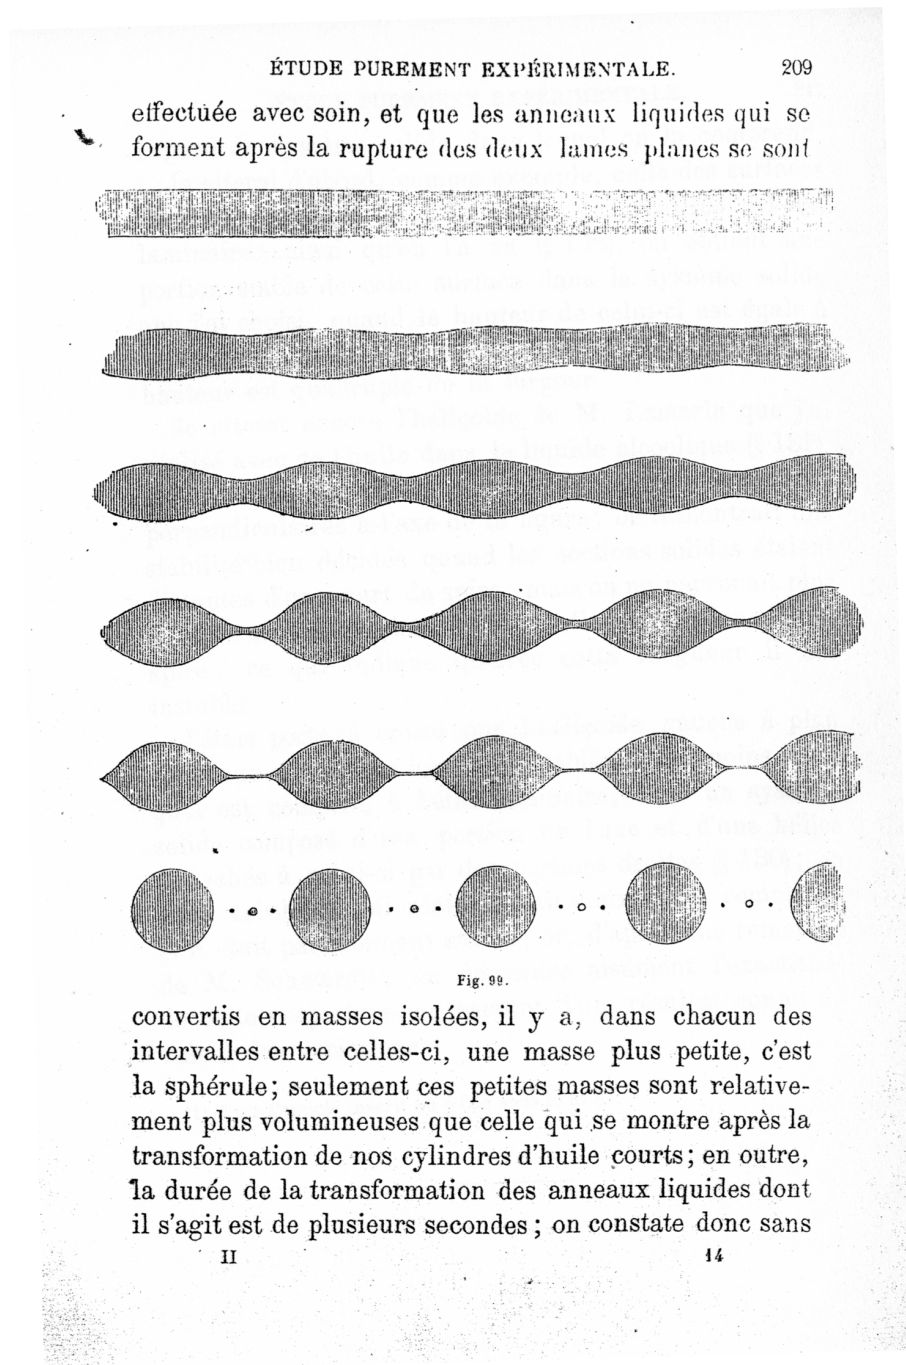 ÉTUDE PUREMENT EXPÉRIMENTALE. 209
effectuée avec soin, et que les anneaux liquides qui se
forment après la rupture des deux lames planes se sont
Fig. 99.
convertis en masses isolées, il y a, dans chacun des
intervalles entre celles-ci, une masse plus petite, c'est
la sphérule; seulement ces petites masses sont relative-
ment plus volumineuses que celle qui se montre après la
transformation de nos cylindres d'huile courts; en outre,
la durée de la transformation des anneaux liquides dont
il s'agit est de plusieurs secondes; on constate donc sans
II 14